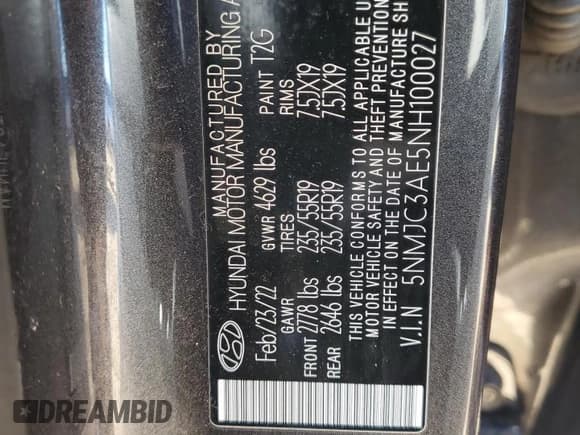 MANUFACTURED BY
HYUNDAI MOTOR MANUFACTURING A
Feb/23/22 GVWR 4629 lbs PAINT T2G
GAWR TIRES RIMS
FRONT 2778 lbs 235/55R19 7.5JX19
REAR 2646 lbs 235/55R19 7.5JX19
THIS VEHICLE CONFORMS TO ALL APPLICABLE
MOTOR VEHICLE SAFETY AND THEFT PREVENTION
IN EFFECT ON THE DATE OF MANUFACTURE SH
V.I.N 5NMJC3AE5NH100027
DREAMBID